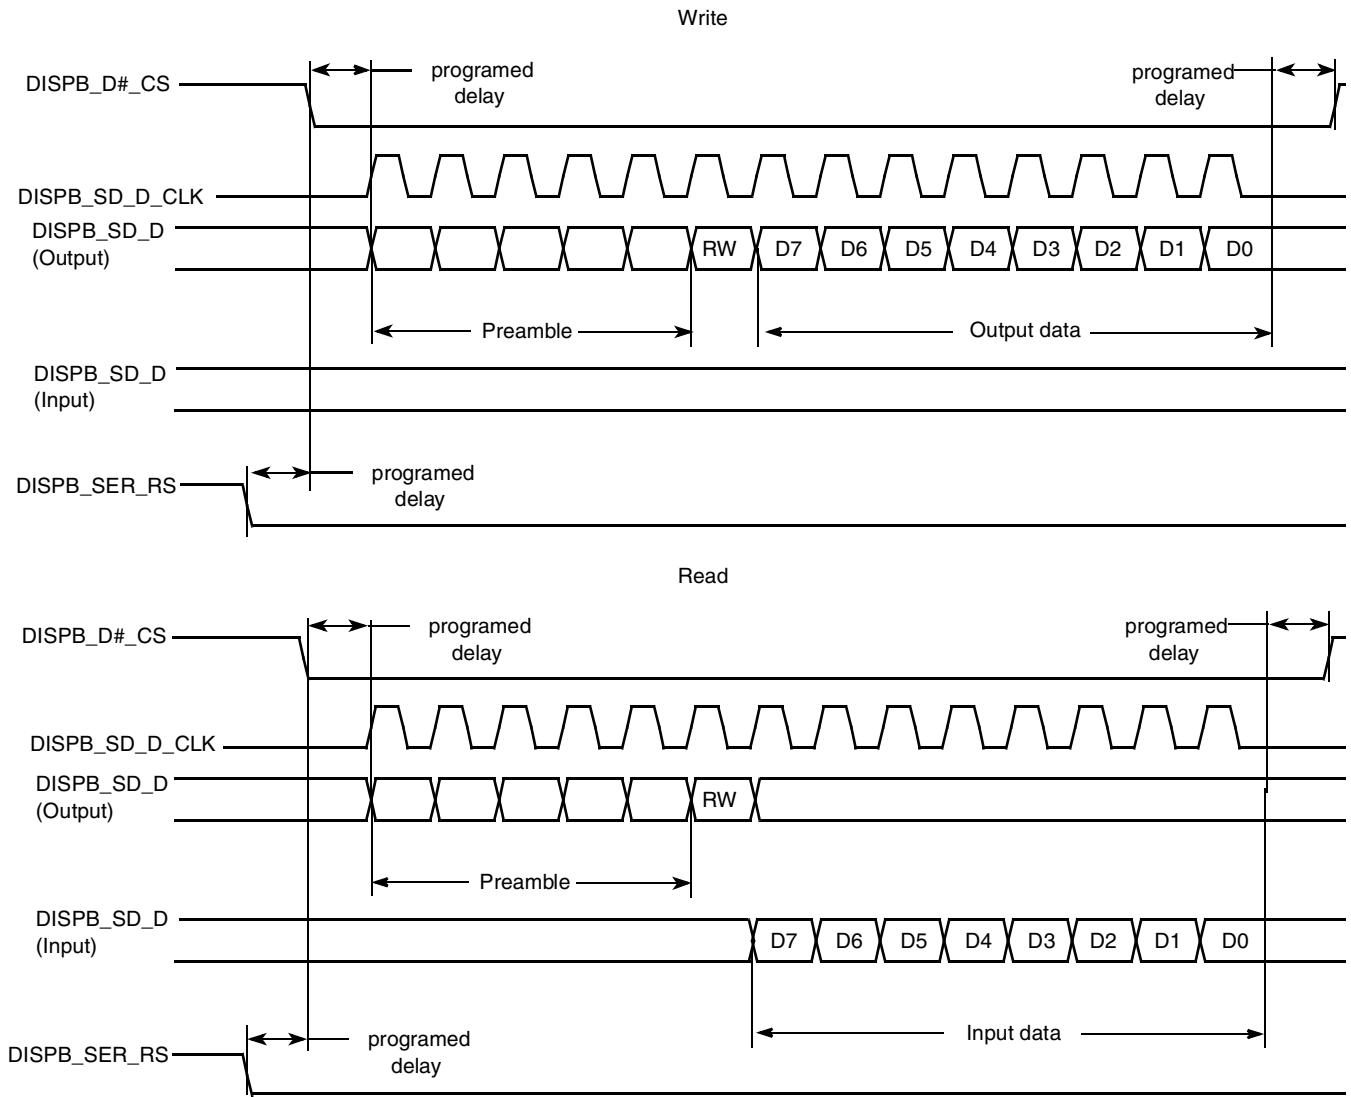 Write
DISPB_D#_CS
programed
delay
programed
delay
DISPB_SD_D_CLK
DISPB_SD_D
(Output)
RW D7 D6 D5 D4 D3 D2 D1 D0
Preamble
Output data
DISPB_SD_D
(Input)
DISPB_SER_RS
programed
delay
Read
DISPB_D#_CS
programed
delay
programed
delay
DISPB_SD_D_CLK
DISPB_SD_D
(Output)
RW
Preamble
DISPB_SD_D
(Input)
D7 D6 D5 D4 D3 D2 D1 D0
Input data
DISPB_SER_RS
programed
delay